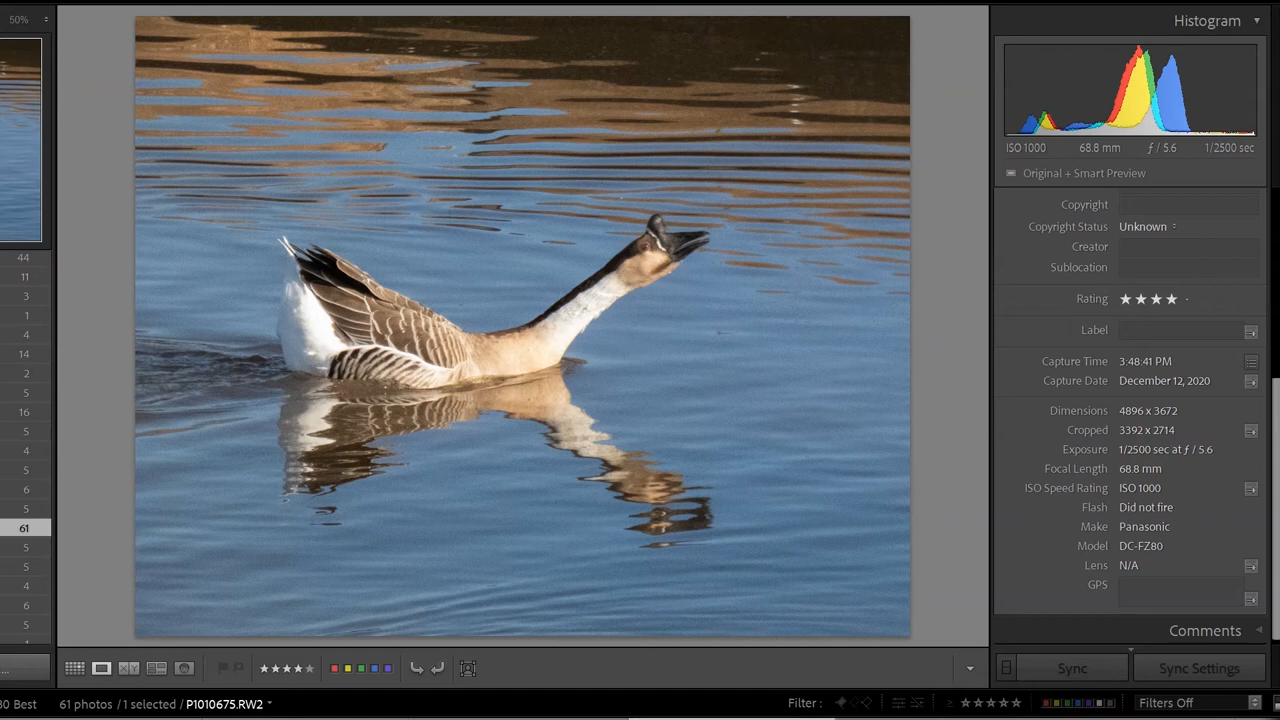 50%
44
11
3
1
4
14
2
5
16
5
4
5
6
5
61
5
5
4
6
5
Histogram
ISO 1000 68.8 mm ƒ / 5.6 1/2500 sec
Original + Smart Preview
Copyright
Copyright Status Unknown
Creator
Sublocation
Rating ★ ★ ★ ★ ·
Label
Capture Time 3:48:41 PM
Capture Date December 12, 2020
Dimensions 4896 x 3672
Cropped 3392 x 2714
Exposure 1/2500 sec at ƒ / 5.6
Focal Length 68.8 mm
ISO Speed Rating ISO 1000
Flash Did not fire
Make Panasonic
Model DC-FZ80
Lens N/A
GPS
Comments
... XY Sync Sync Settings
30 Best 61 photos / 1 selected / P1010675.RW2 Filter : ≥ Filters Off